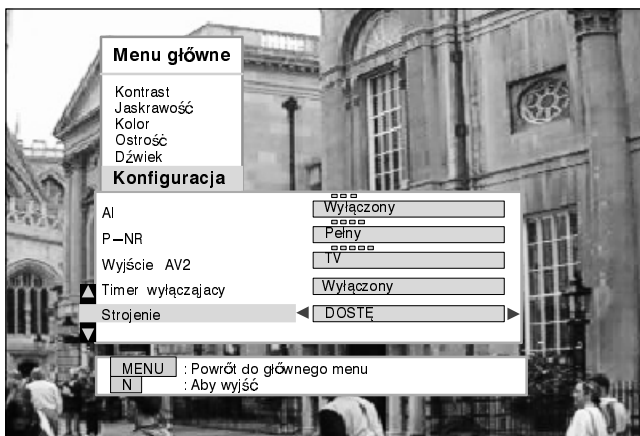 Menu główne
Kontrast
Jaskrawość
Kolor
Ostrość
Dźwiek
Konfiguracja
AI Wyłączony
P–NR Pełny
Wyjście AV2 TV
Timer wyłączajacy Wyłączony
Strojenie DOSTĘ
MENU : Powrót do głównego menu
N : Aby wyjść